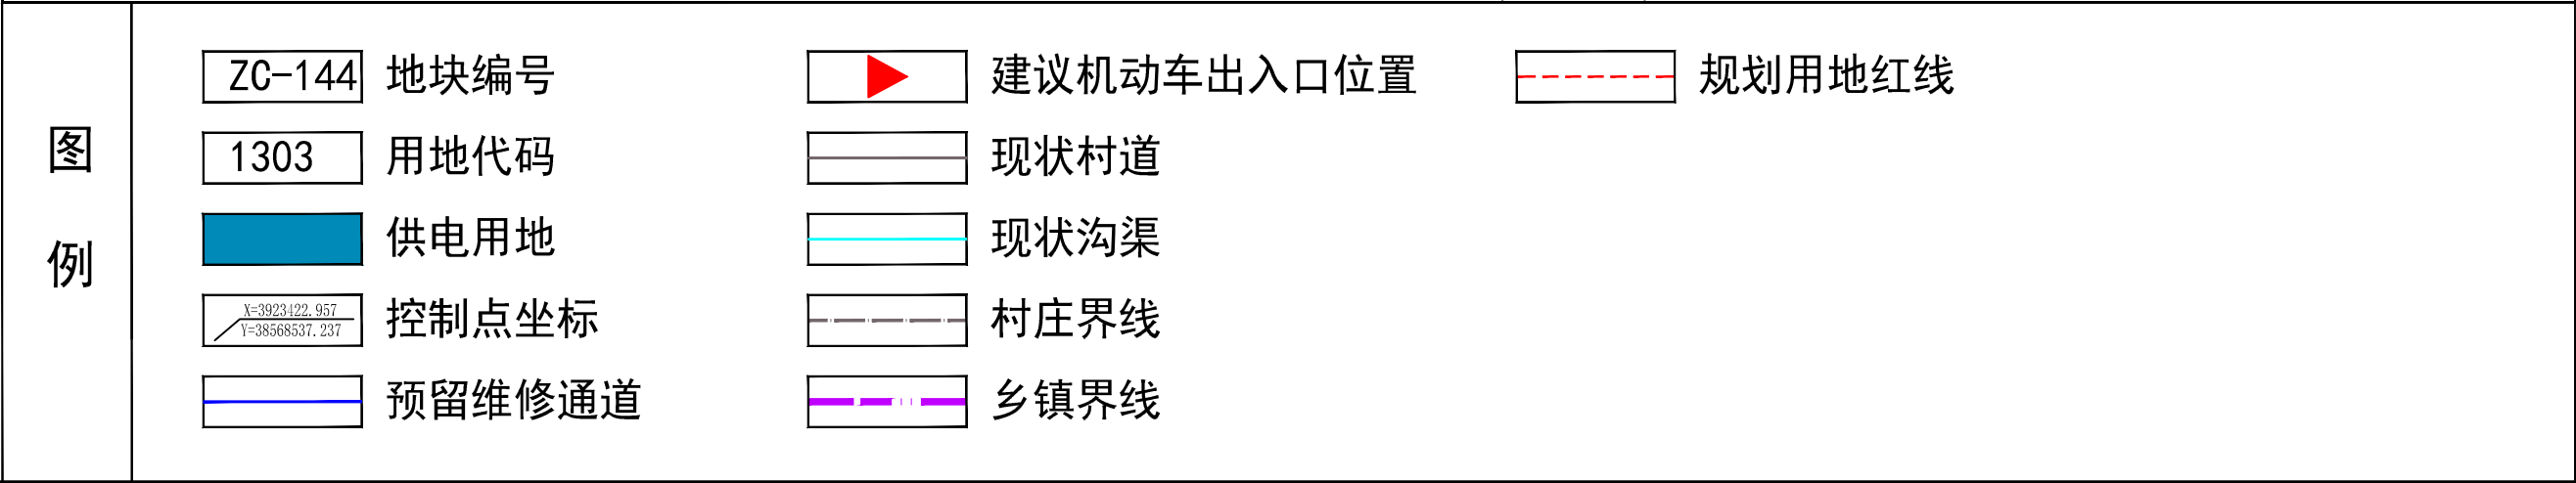 图例
ZC-144 地块编号
1303 用地代码
供电用地
X=3923422.957
Y=38568537.237
控制点坐标
预留维修通道
建议机动车出入口位置
现状村道
现状沟渠
村庄界线
乡镇界线
规划用地红线